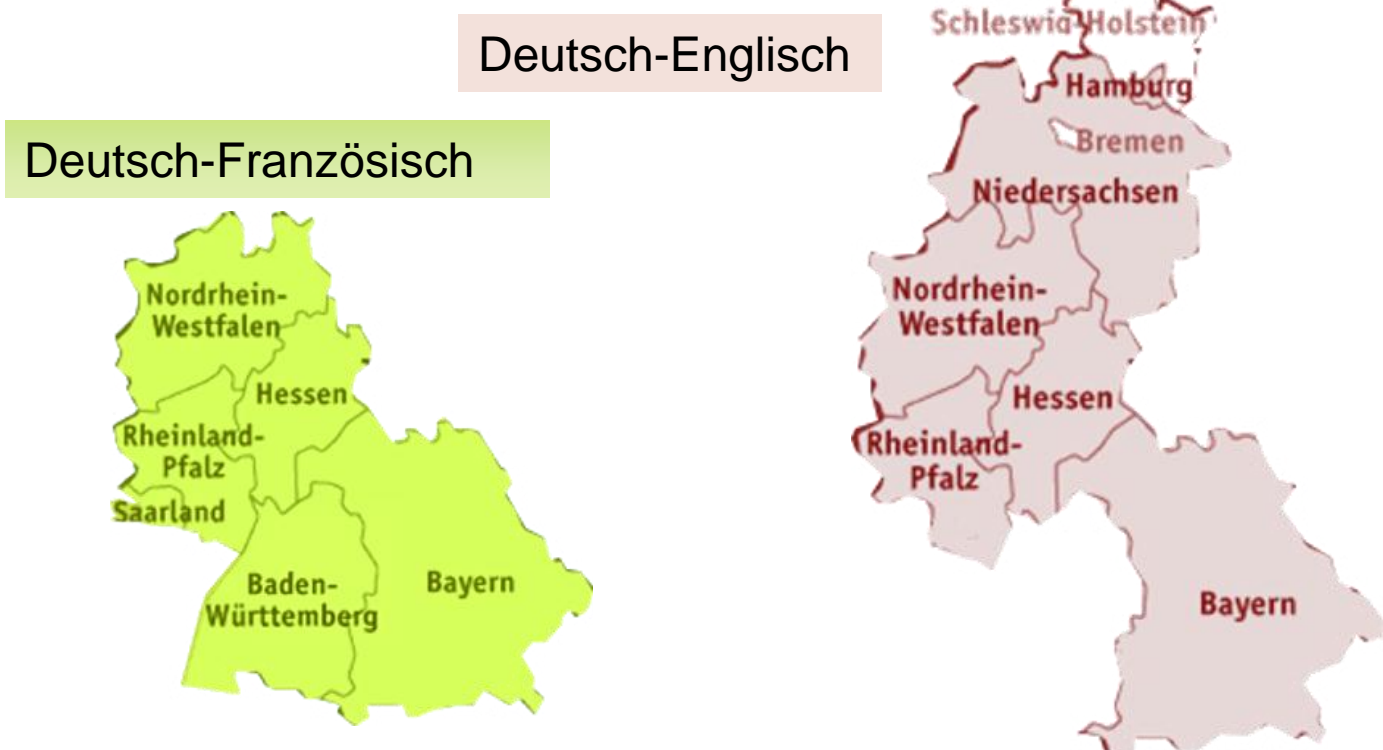 Deutsch-Englisch
Deutsch-Französisch
Nordrhein-
Westfalen
Hessen
Rheinland-
Pfalz
Saarland
Baden-
Württemberg
Bayern
Schleswig-Holstein
Hamburg
Bremen
Niedersachsen
Nordrhein-
Westfalen
Hessen
Rheinland-
Pfalz
Bayern